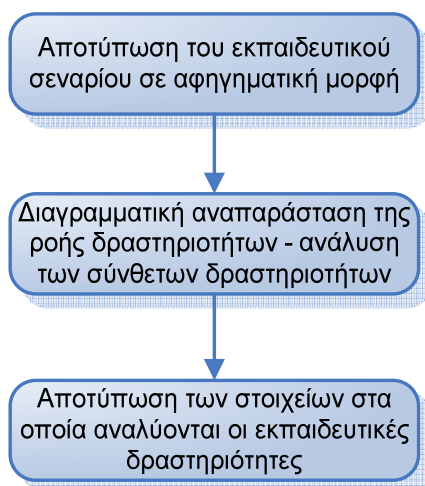 Αποτύπωση του εκπαιδευτικού
σεναρίου σε αφηγηματική μορφή
Διαγραμματική αναπαράσταση της
ροής δραστηριοτήτων - ανάλυση
των σύνθετων δραστηριοτήτων
Αποτύπωση των στοιχείων στα
οποία αναλύονται οι εκπαιδευτικές
δραστηριότητες